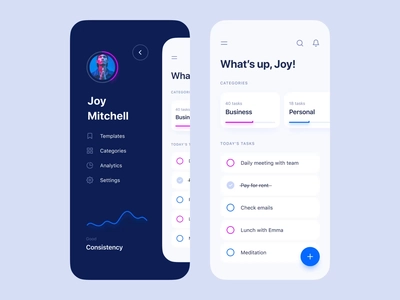 Joy
Mitchell
Templates
Categories
Analytics
Settings
Good
Consistency
What
CATEGORIES
40 tasks
Busin
TODAY'S TASKS
What's up, Joy!
CATEGORIES
40 tasks
Business
18 tasks
Personal
TODAY'S TASKS
Daily meeting with team
Pay for rent
Check emails
Lunch with Emma
Meditation